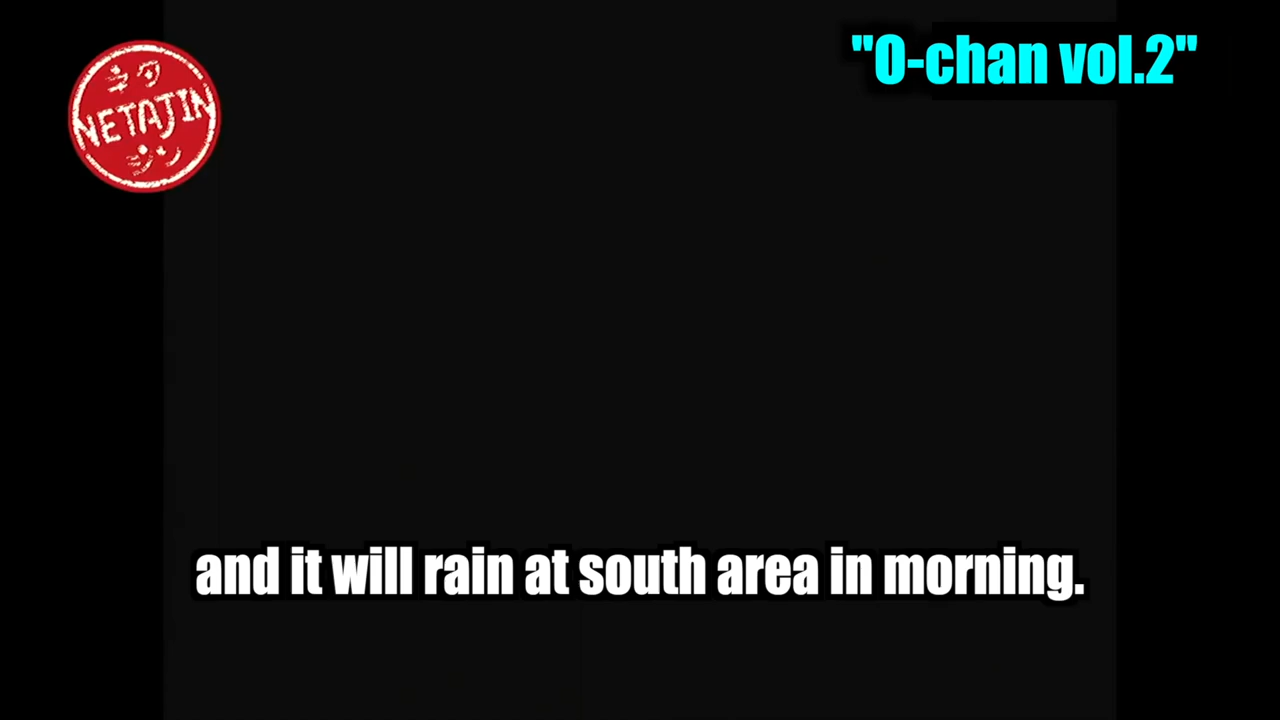 "O-chan vol.2"
ネタ
NETAJIN
ジン
and it will rain at south area in morning.